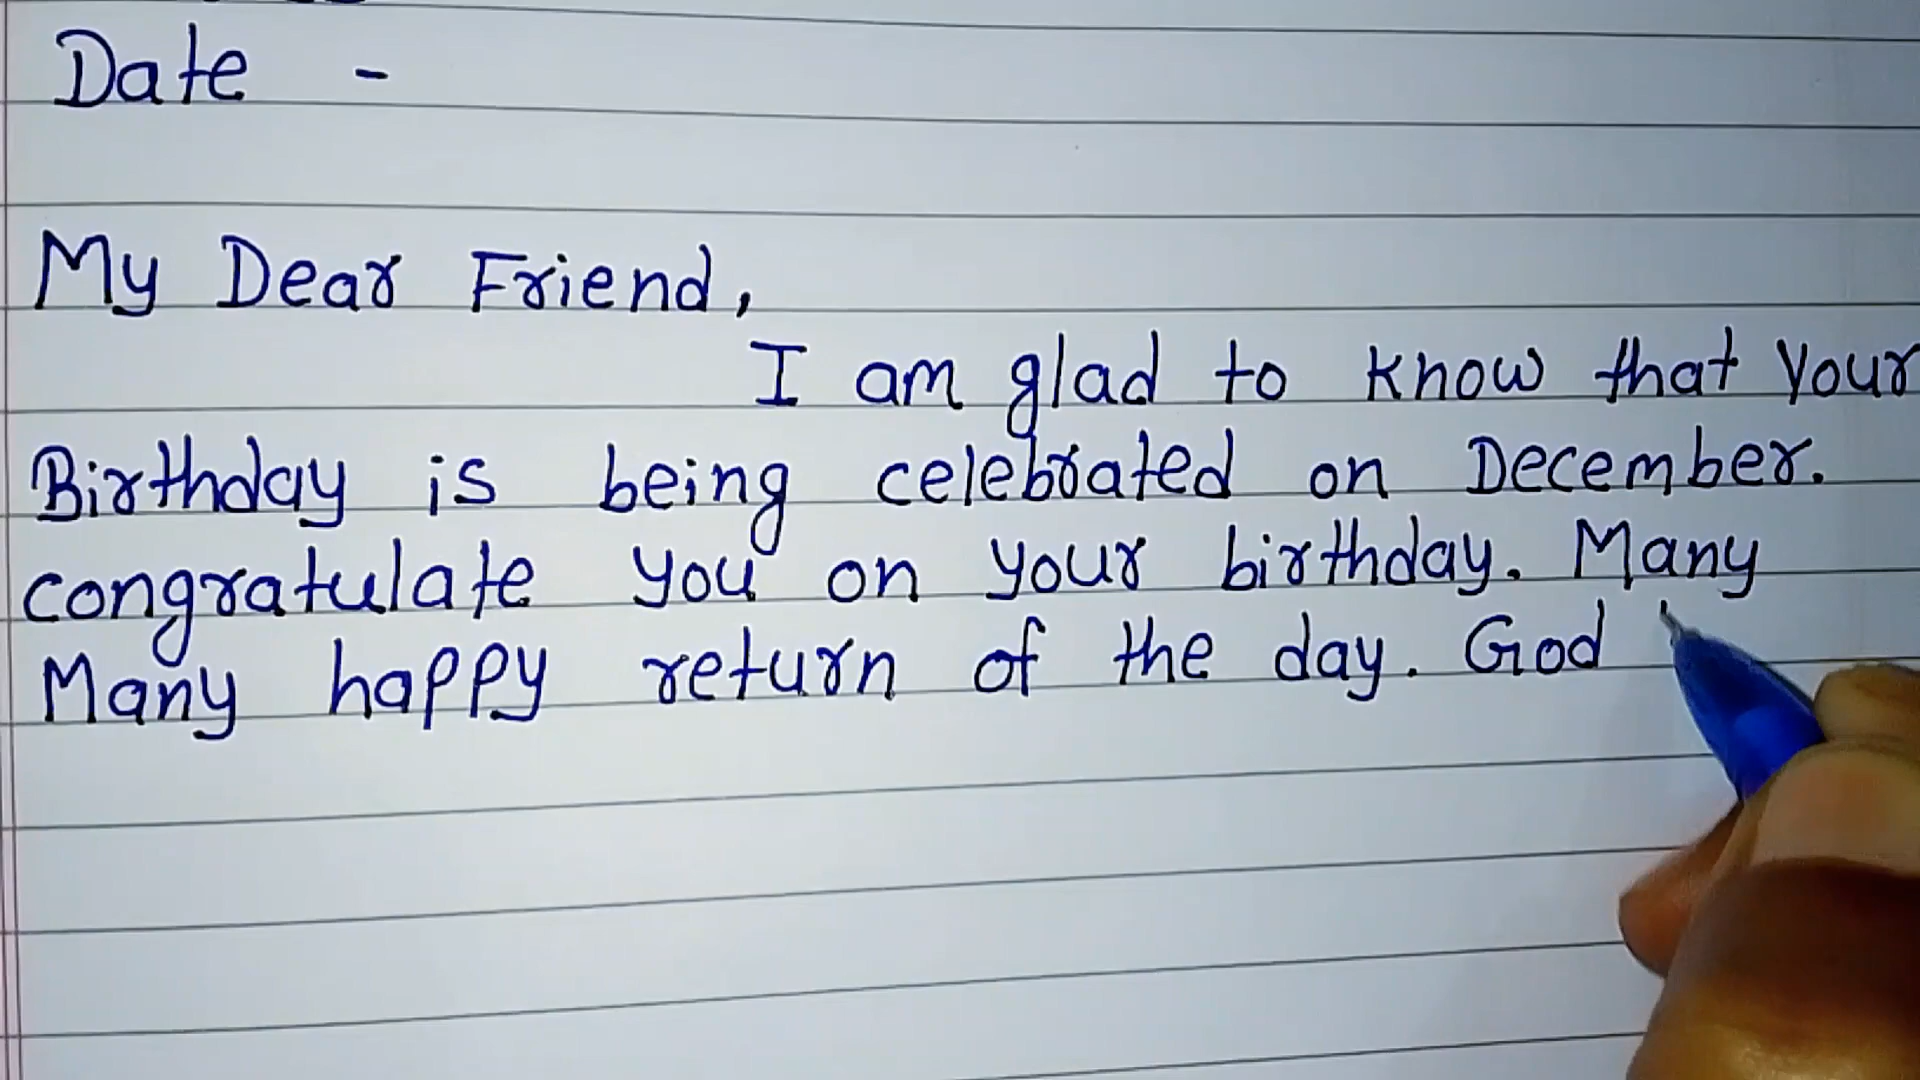 Date -
My Dear Friend,
I am glad to know that your
Birthday is being celebrated on December.
congratulate you on your birthday. Many
Many happy return of the day. God